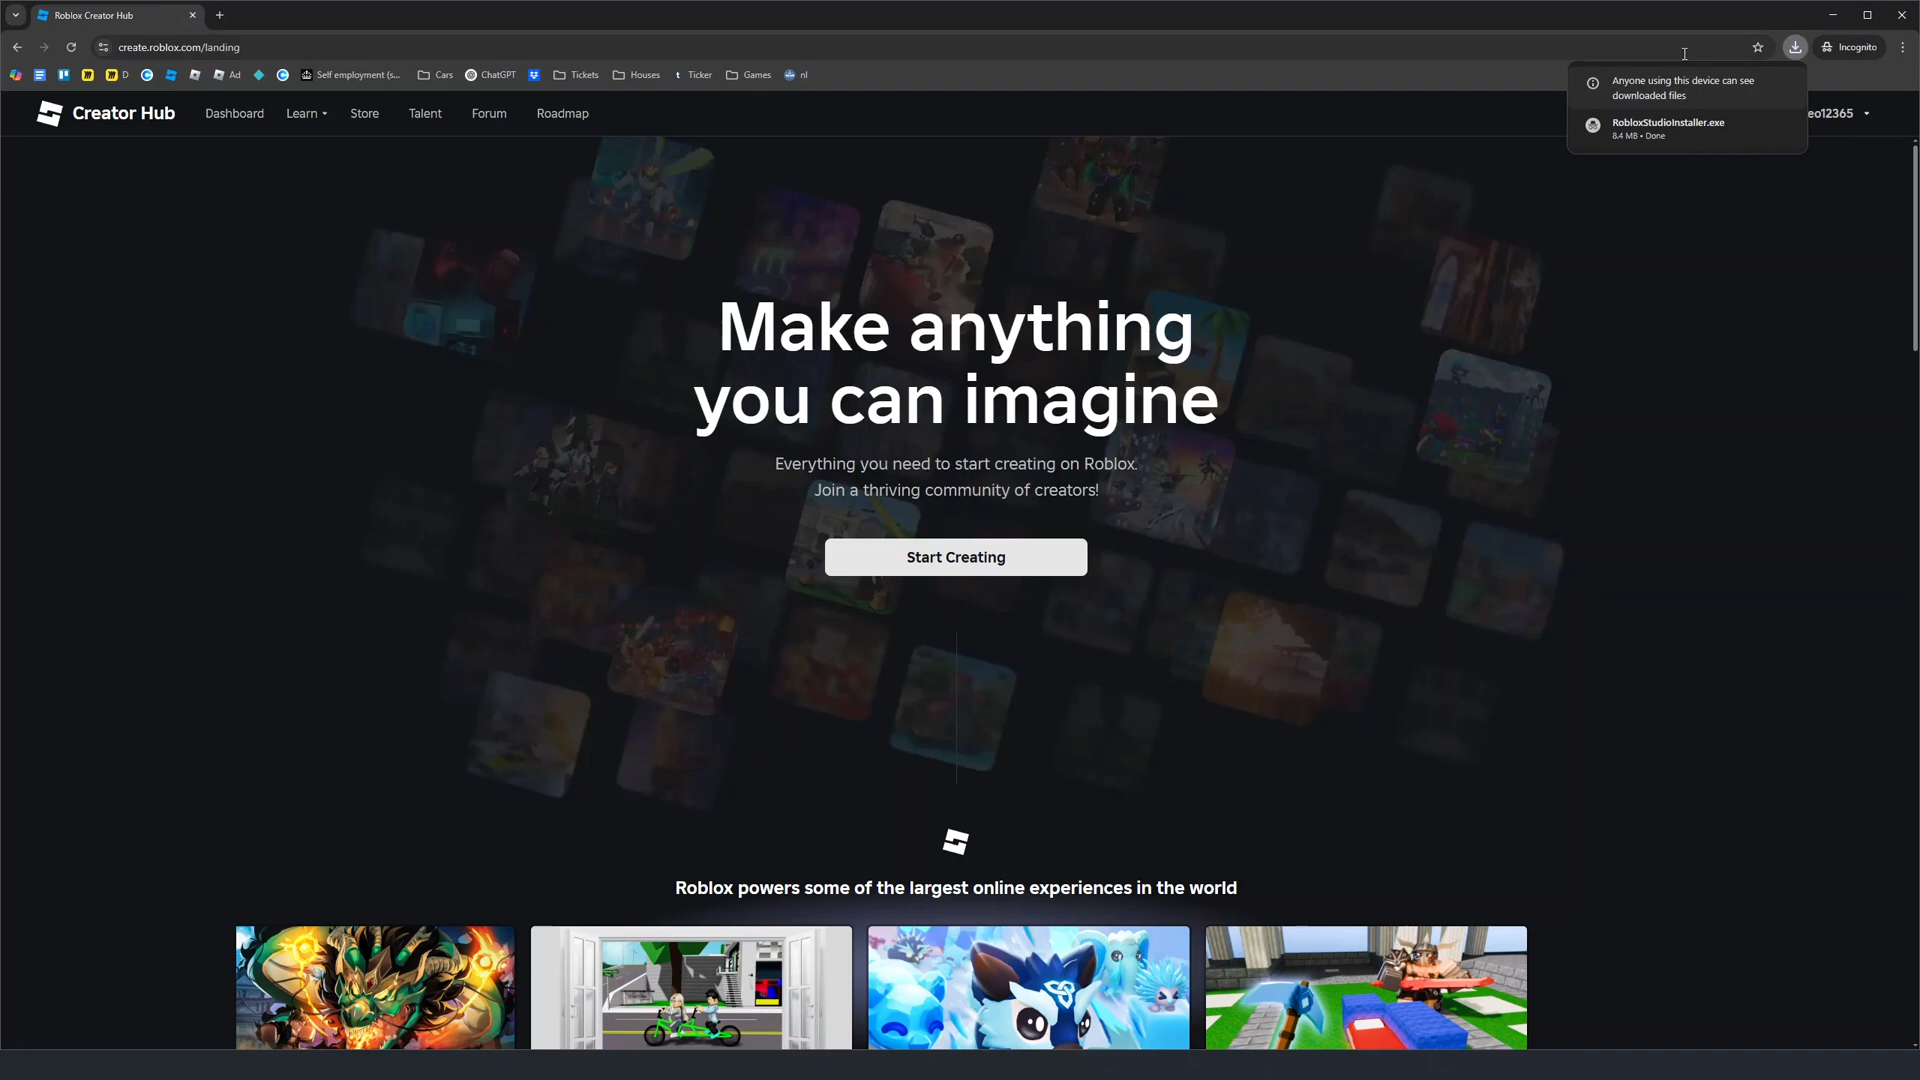 Roblox Creator Hub
create.roblox.com/landing
Incognito
D
Ad
Self employment (s...
Cars
ChatGPT
Tickets
Houses
Ticker
Games
nl
Anyone using this device can see
downloaded files
RobloxStudioInstaller.exe
8.4 MB • Done
Creator Hub
Dashboard
Learn
Store
Talent
Forum
Roadmap
eo12365
Make anything
you can imagine
Everything you need to start creating on Roblox.
Join a thriving community of creators!
Start Creating
Roblox powers some of the largest online experiences in the world